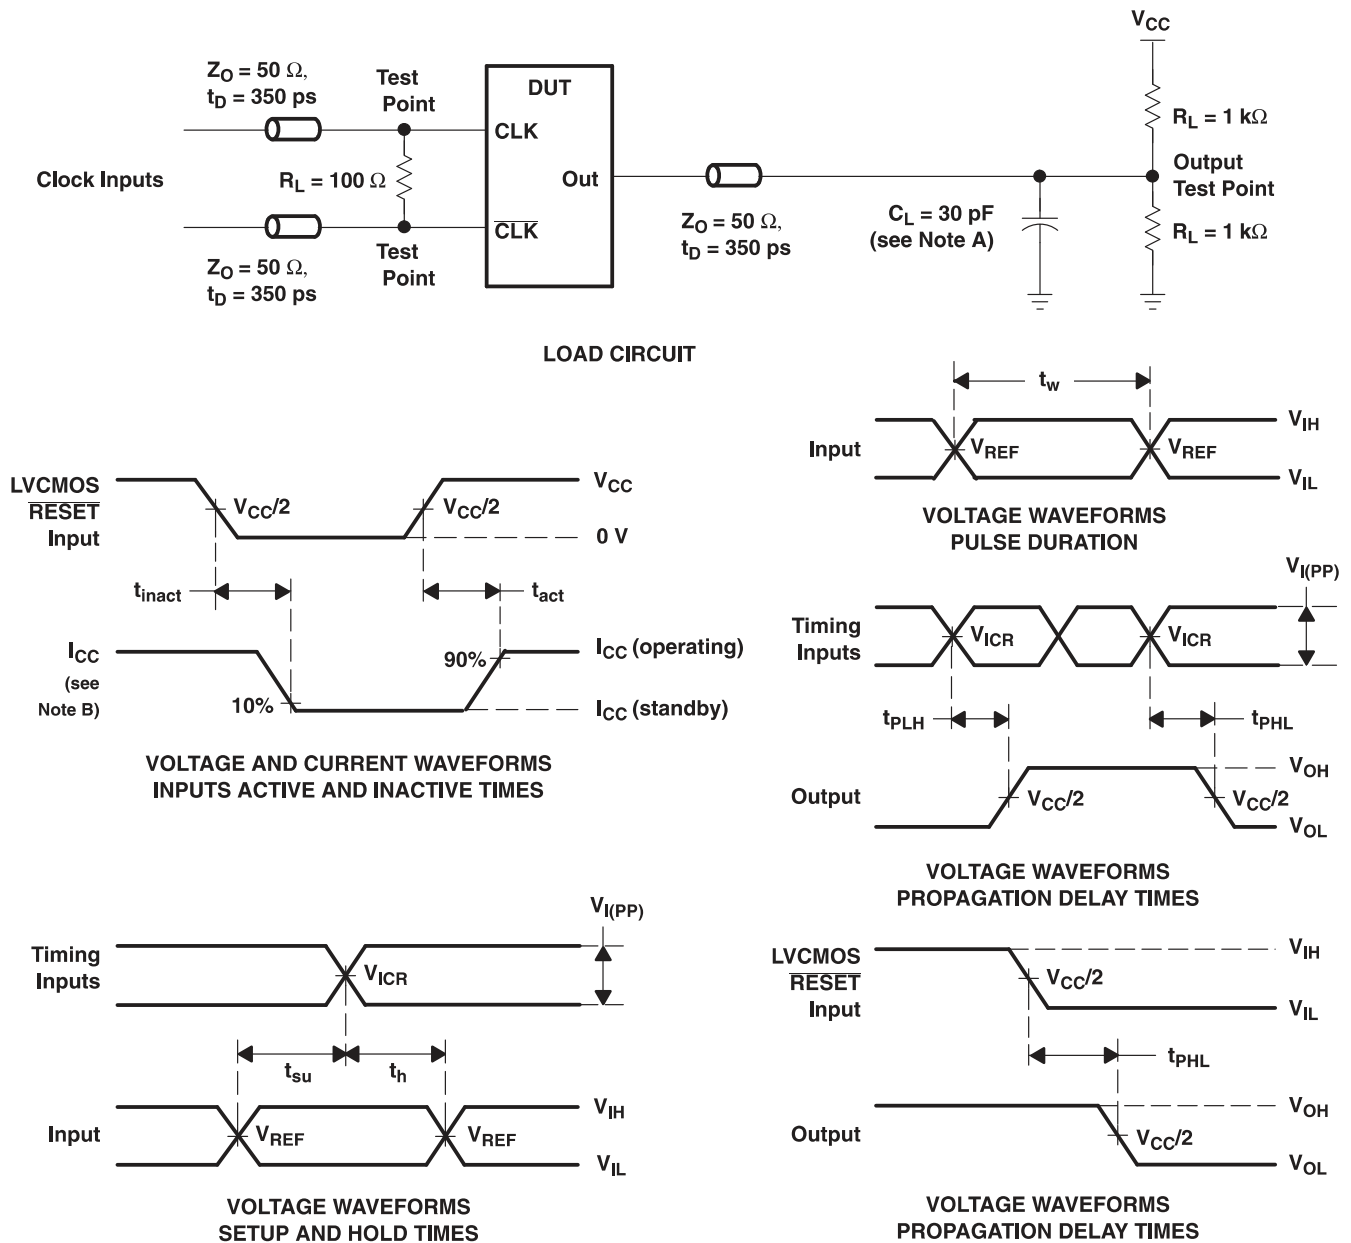 VCC
ZO = 50 Ω,
tD = 350 ps
Test
Point
DUT
CLK
RL = 1 kΩ
Clock Inputs
RL = 100 Ω
Out
Output
Test Point
CLK
ZO = 50 Ω,
tD = 350 ps
CL = 30 pF
(see Note A)
RL = 1 kΩ
Test
Point
ZO = 50 Ω,
tD = 350 ps
LOAD CIRCUIT
tw
Input
VREF
VREF
VIH
VIL
VOLTAGE WAVEFORMS
PULSE DURATION
LVCMOS
RESET
Input
VCC/2
VCC/2
VCC
0 V
tinact
tact
ICC
(see
Note B)
10%
90%
ICC (operating)
ICC (standby)
VOLTAGE AND CURRENT WAVEFORMS
INPUTS ACTIVE AND INACTIVE TIMES
VI(PP)
Timing
Inputs
VICR
VICR
tPLH
tPHL
Output
VCC/2
VCC/2
VOH
VOL
VOLTAGE WAVEFORMS
PROPAGATION DELAY TIMES
VI(PP)
Timing
Inputs
VICR
tsu
th
Input
VREF
VREF
VIH
VIL
VOLTAGE WAVEFORMS
SETUP AND HOLD TIMES
LVCMOS
RESET
Input
VCC/2
VIH
VIL
tPHL
Output
VCC/2
VOH
VOL
VOLTAGE WAVEFORMS
PROPAGATION DELAY TIMES